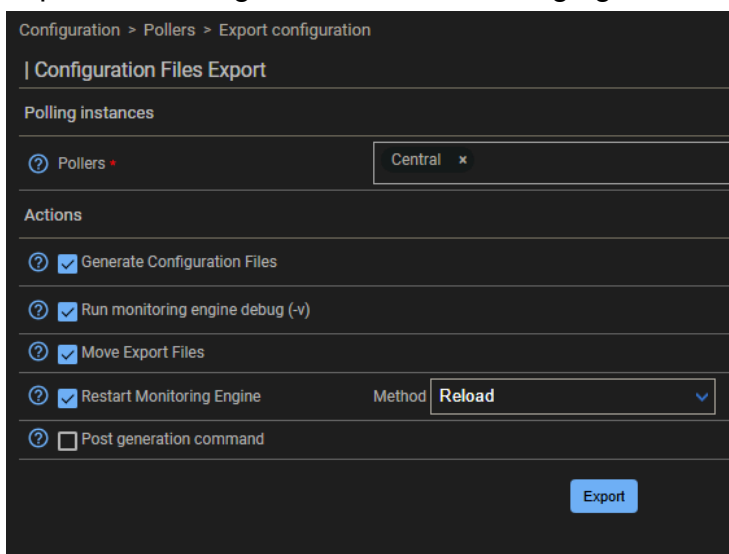 Configuration > Pollers > Export configuration
| Configuration Files Export
Polling instances
? Pollers *
Central ×
Actions
? Generate Configuration Files
? Run monitoring engine debug (-v)
? Move Export Files
? Restart Monitoring Engine Method Reload
? Post generation command
Export